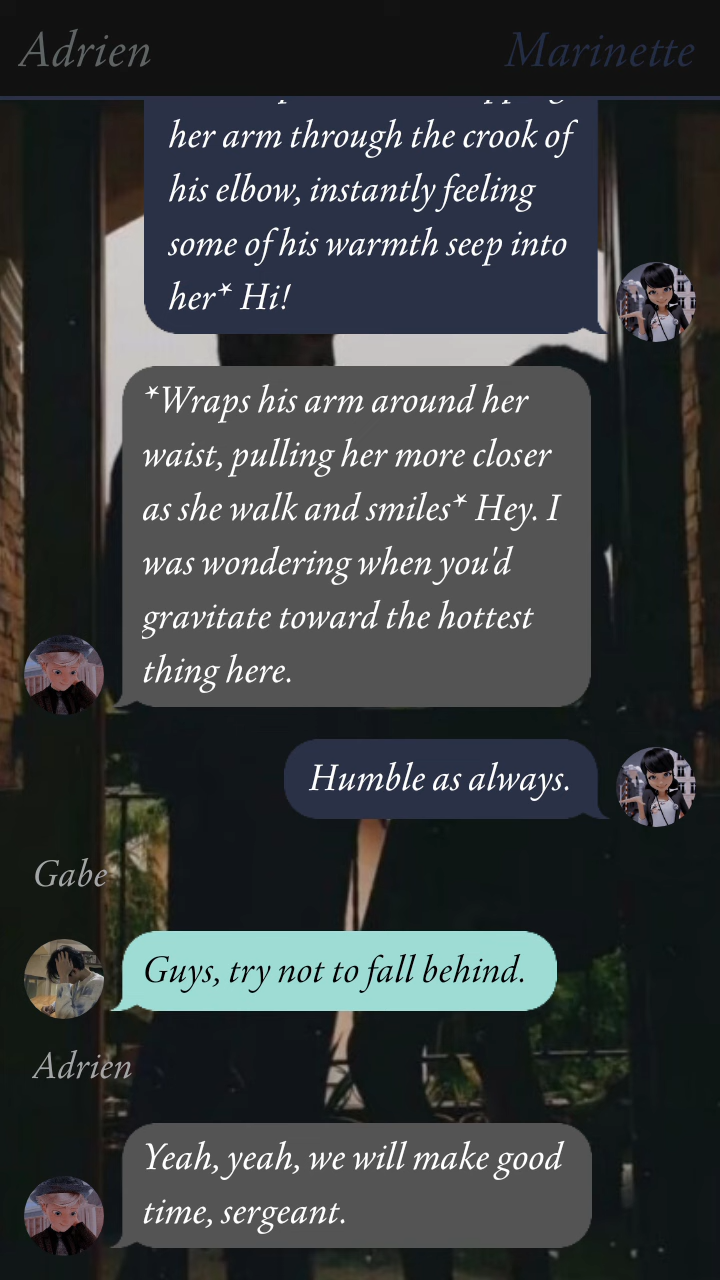 Adrien
Marinette
her arm through the crook of
his elbow, instantly feeling
some of his warmth seep into
her* Hi!
*Wraps his arm around her
waist, pulling her more closer
as she walk and smiles* Hey. I
was wondering when you'd
gravitate toward the hottest
thing here.
Humble as always.
Gabe
Guys, try not to fall behind.
Adrien
Yeah, yeah, we will make good
time, sergeant.